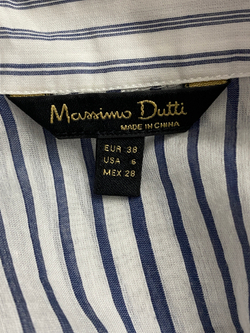 Massimo Dutti
MADE IN CHINA
EUR 38
USA 6
MEX 28